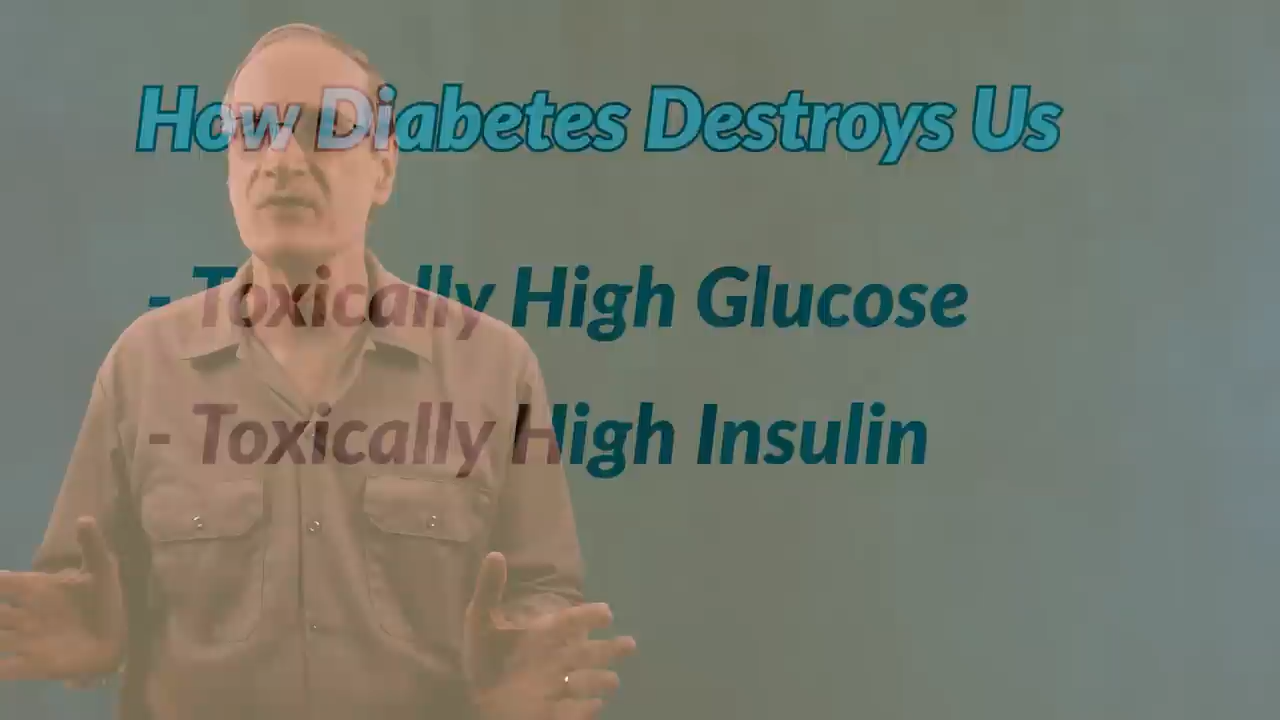 How Diabetes Destroys Us
- Toxically High Glucose
- Toxically High Insulin